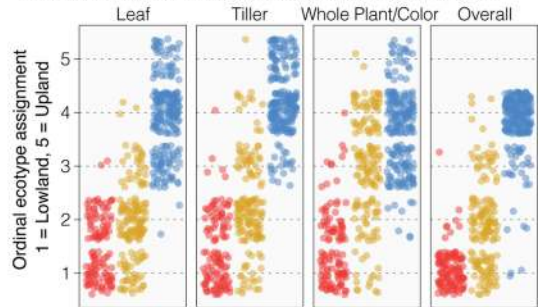 Leaf Tiller Whole Plant/Color Overall
Ordinal ecotype assignment
1 = Lowland, 5 = Upland
5
4
3
2
1